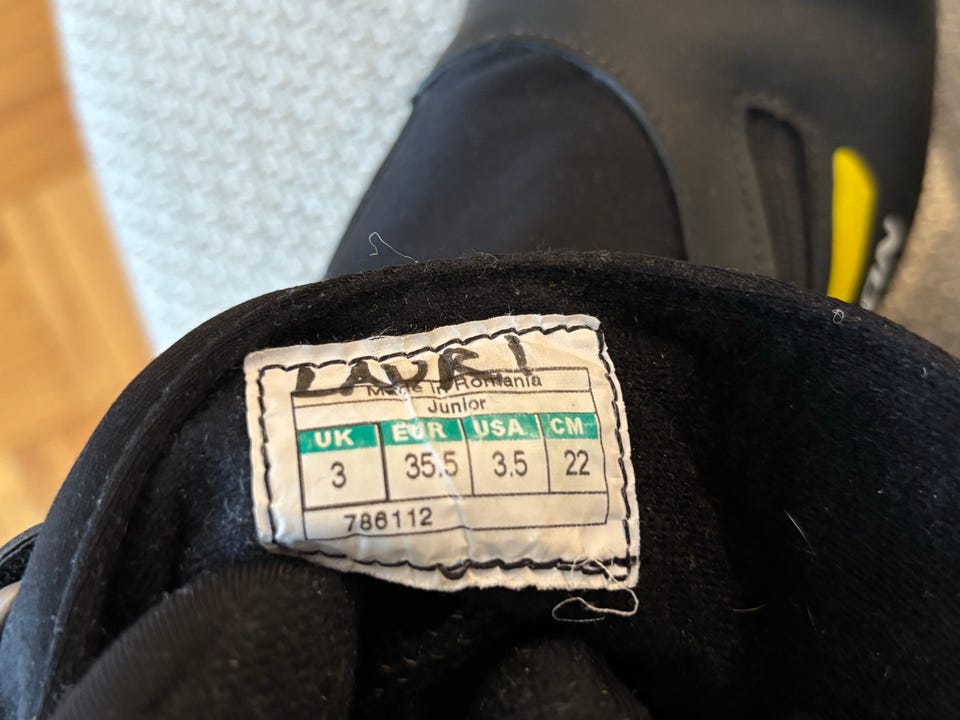 LAURI
Made in Romania
Junior
UK EUR USA CM
3 35,5 3.5 22
786112